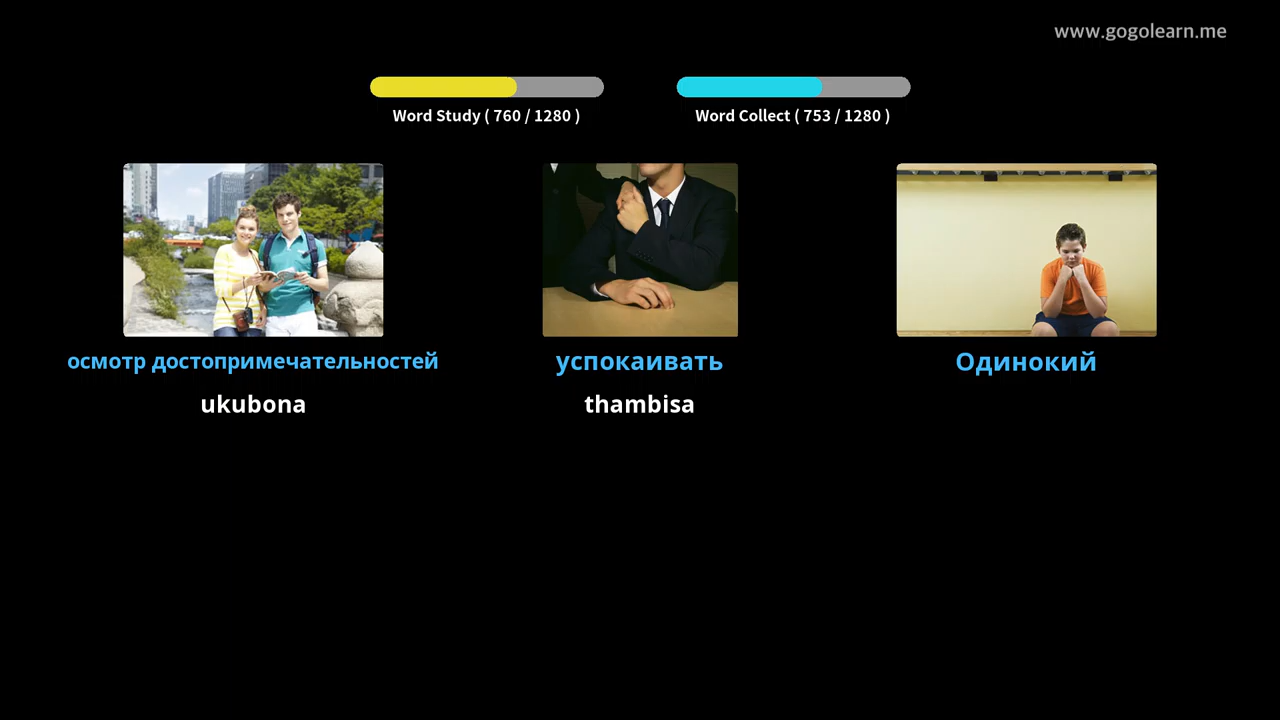 www.gogolearn.me
Word Study ( 760 / 1280 )
Word Collect ( 753 / 1280 )
осмотр достопримечательностей
успокаивать
Одинокий
ukubona
thambisa